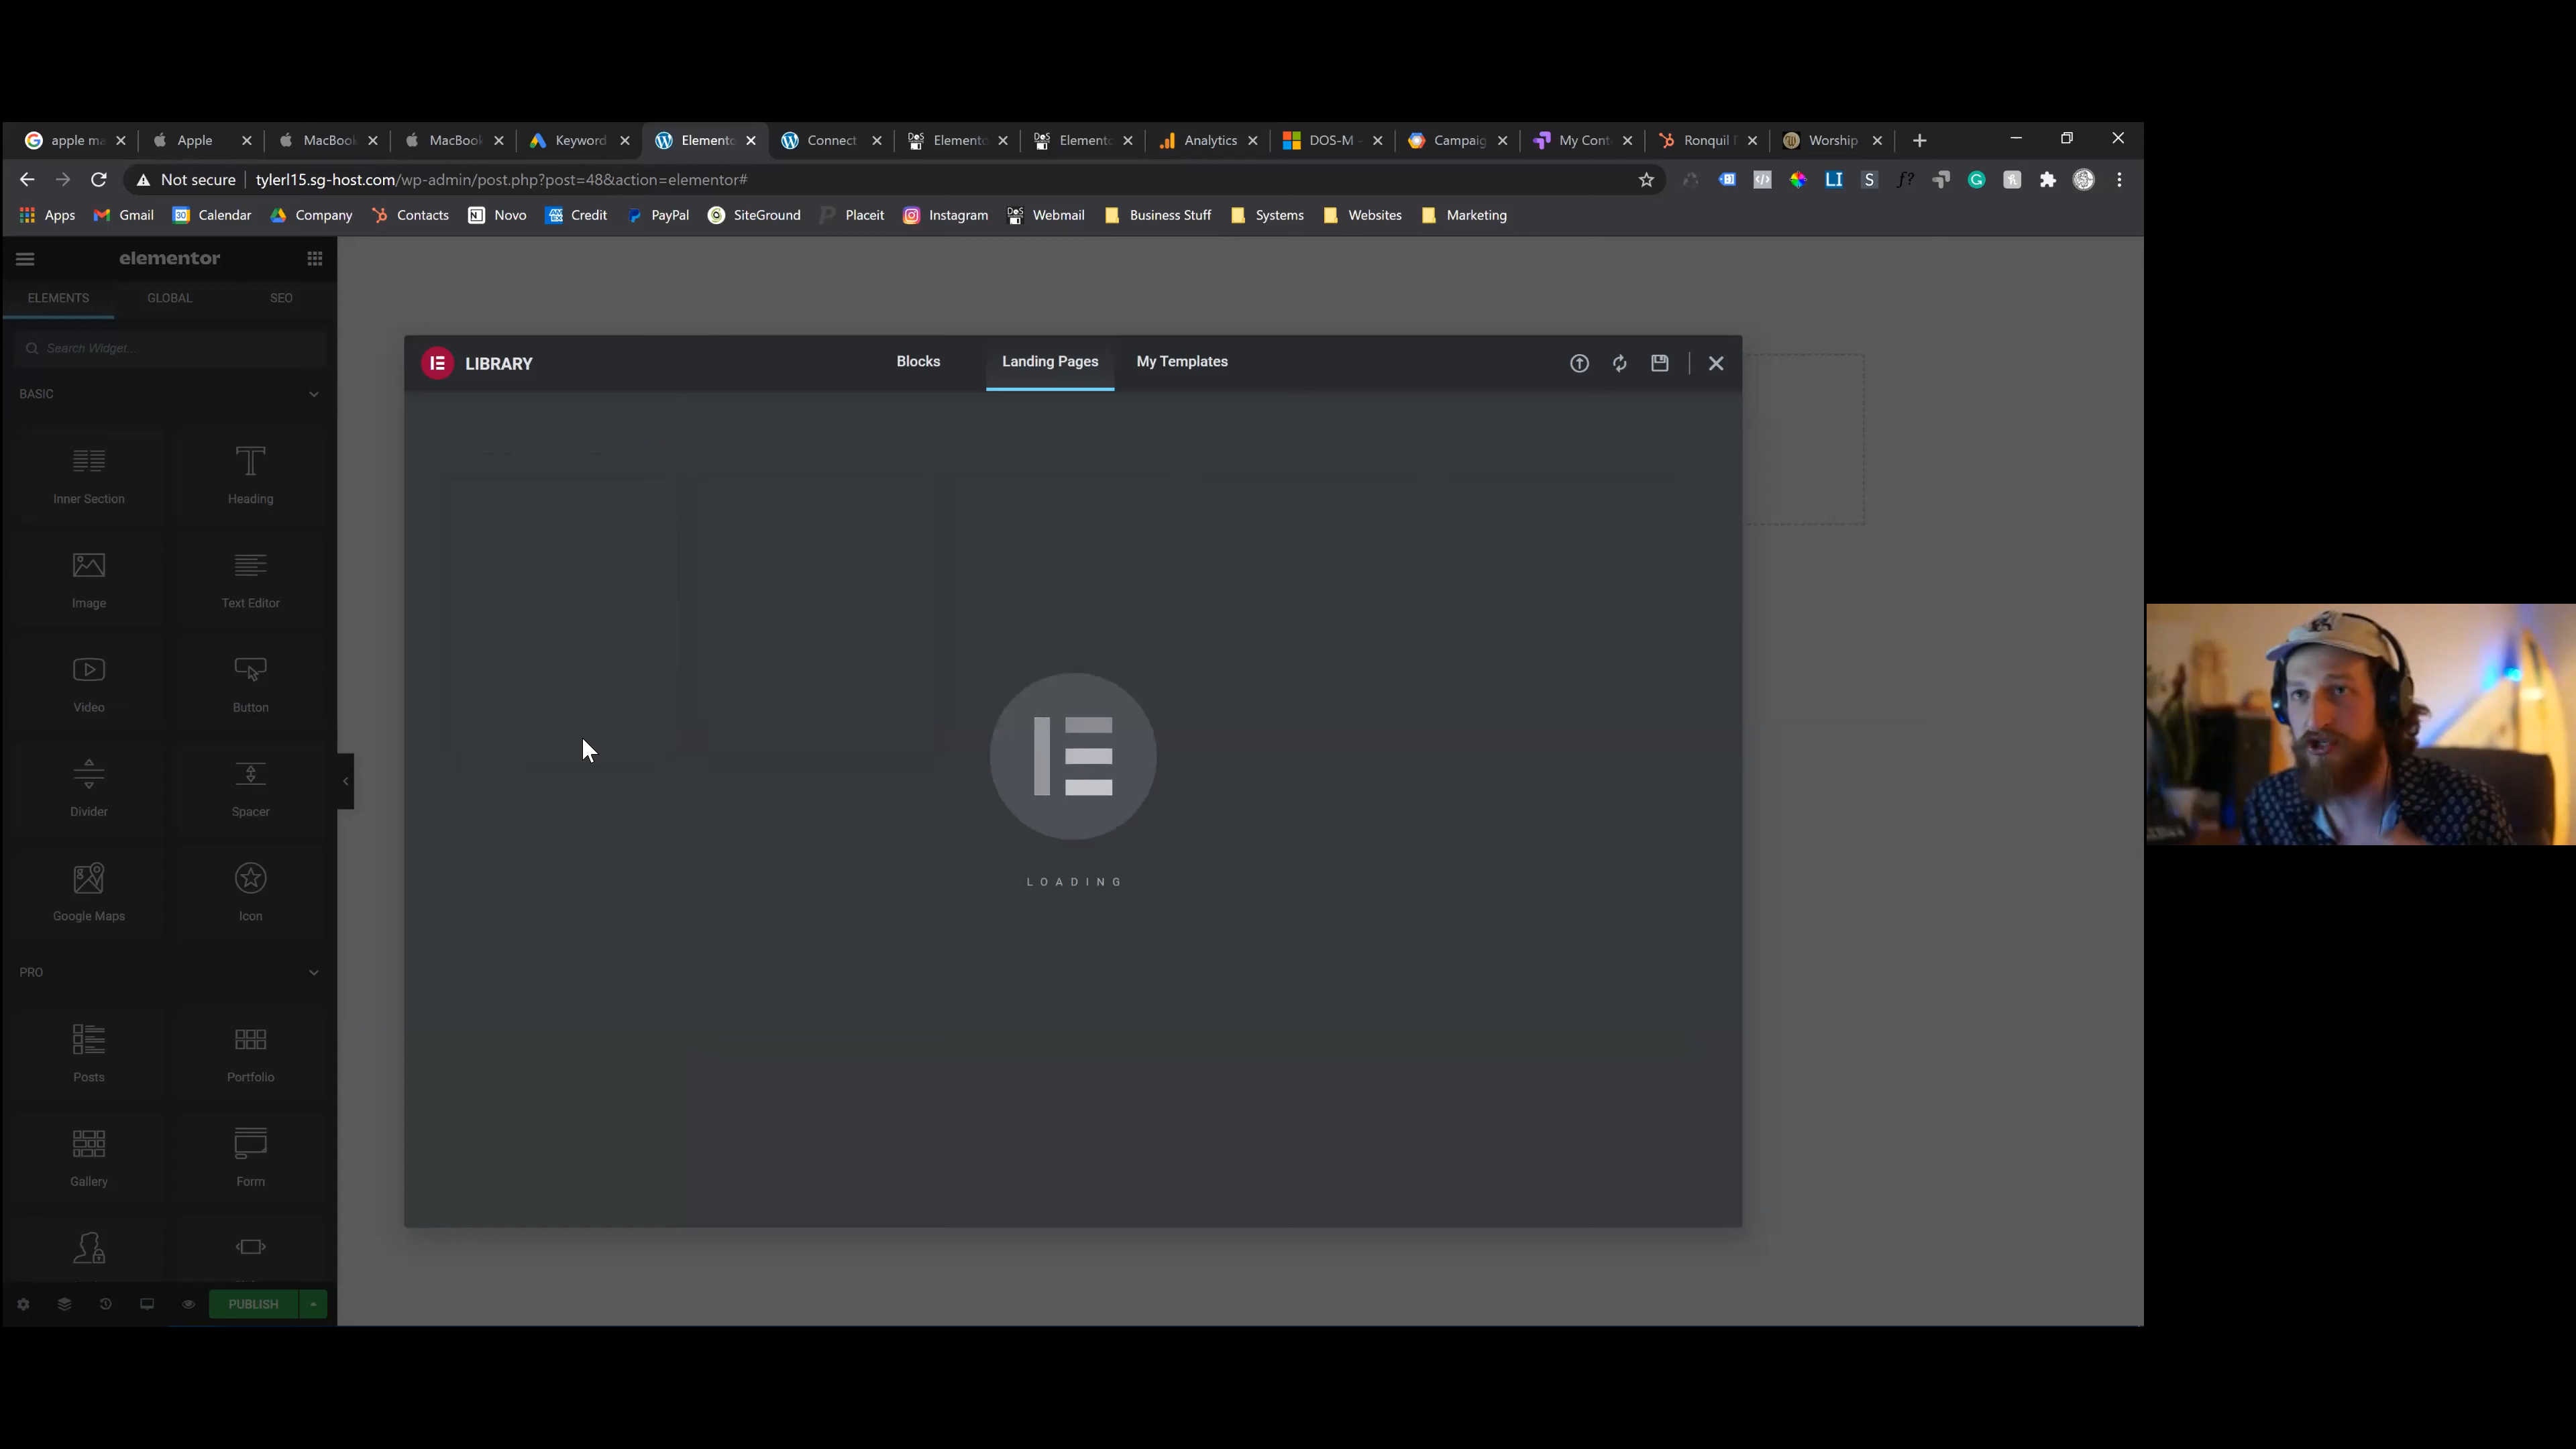 apple ma
Apple
MacBook
MacBook
Keyword
Elemento
Connect
Elemento
Elemento
Analytics
DOS-M -
Campaig
My Cont
Ronquil
Worship
Not secure
tylerl15.sg-host.com/wp-admin/post.php?post=48&action=elementor#
Apps
Gmail
Calendar
Company
Contacts
Novo
Credit
PayPal
SiteGround
Placeit
Instagram
Webmail
Business Stuff
Systems
Websites
Marketing
elementor
ELEMENTS
GLOBAL
SEO
Search Widget...
BASIC
Inner Section
Heading
Image
Text Editor
Video
Button
Divider
Spacer
Google Maps
Icon
PRO
Posts
Portfolio
Gallery
Form
PUBLISH
LIBRARY
Blocks
Landing Pages
My Templates
LOADING